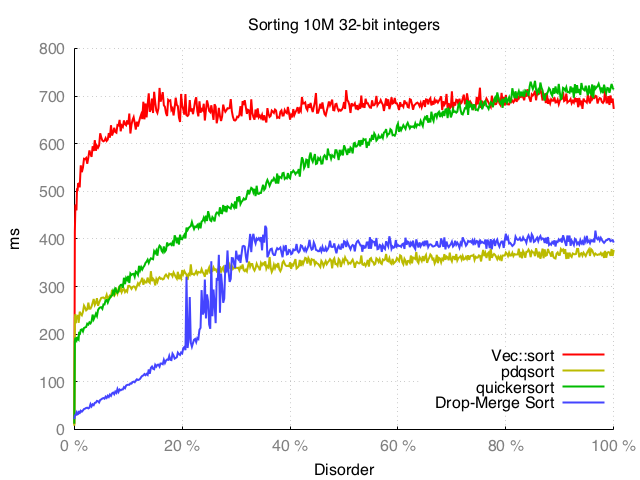 Sorting 10M 32-bit integers
800
700
600
500
400
300
200
100
0
ms
Vec::sort
pdqsort
quickersort
Drop-Merge Sort
0 % 20 % 40 % 60 % 80 % 100 %
Disorder